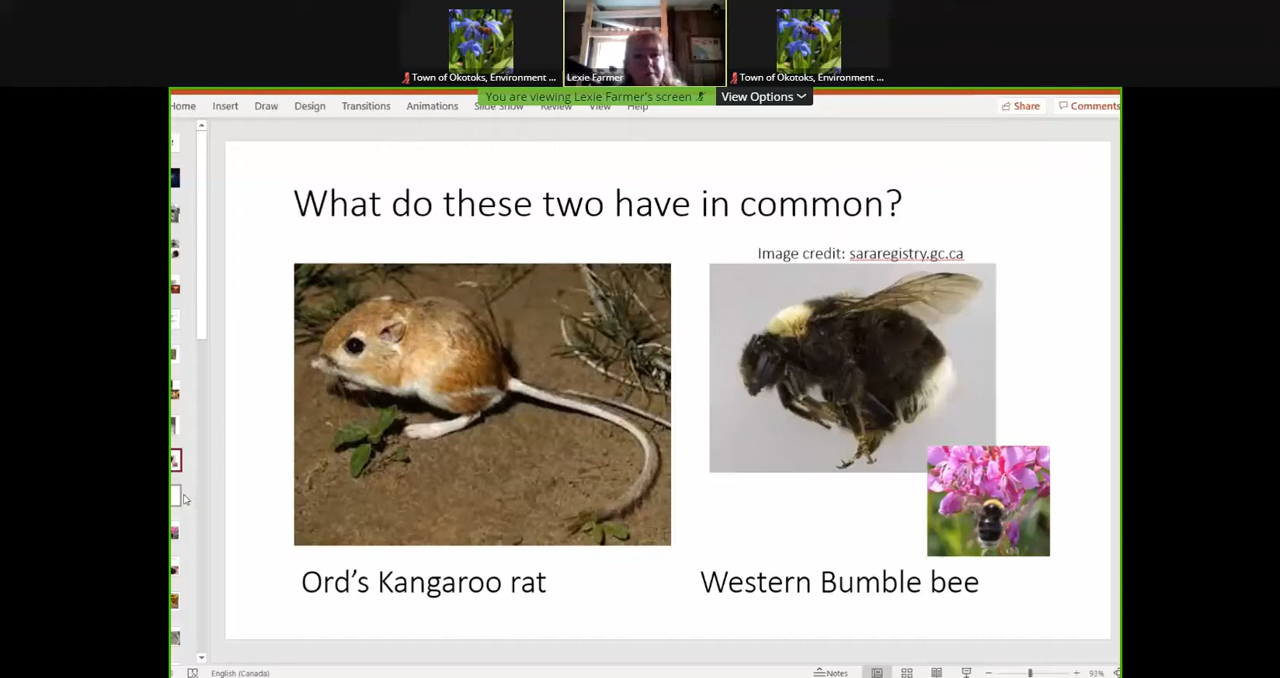 Town of Okotoks, Environment ...
Lexie Farmer
Town of Okotoks, Environment ...
You are viewing Lexie Farmer's screen
View Options
Home Insert Draw Design Transitions Animations Slide Show Review View Help
Share
Comments
What do these two have in common?
Image credit: sararegistry.gc.ca
Ord's Kangaroo rat
Western Bumble bee
English (Canada)
Notes
93%